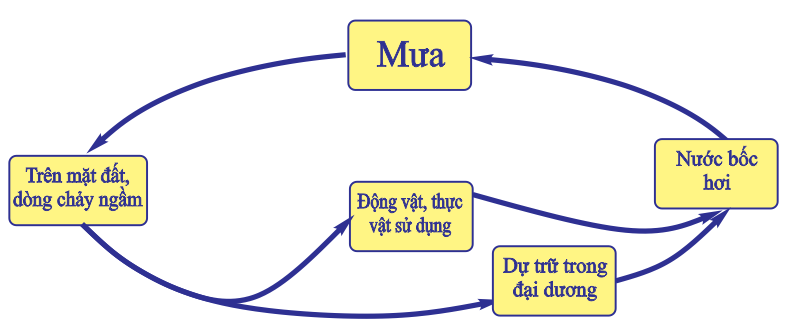 Mưa
Trên mặt đất,
dòng chảy ngầm
Động vật, thực
vật sử dụng
Dự trữ trong
đại dương
Nước bốc
hơi